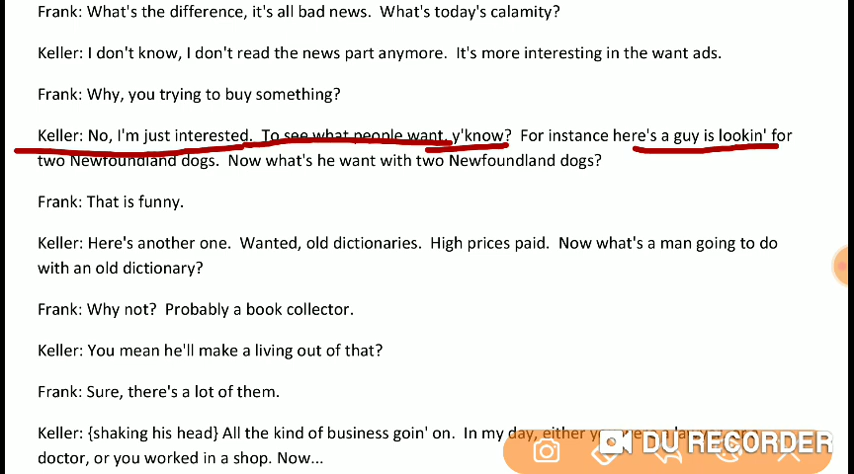 Frank: What's the difference, it's all bad news.  What's today's calamity?
Keller: I don't know, I don't read the news part anymore.  It's more interesting in the want ads.
Frank: Why, you trying to buy something?
Keller: No, I'm just interested.  To see what people want, y'know?  For instance here's a guy is lookin' for
two Newfoundland dogs.  Now what's he want with two Newfoundland dogs?
Frank: That is funny.
Keller: Here's another one.  Wanted, old dictionaries.  High prices paid.  Now what's a man going to do
with an old dictionary?
Frank: Why not?  Probably a book collector.
Keller: You mean he'll make a living out of that?
Frank: Sure, there's a lot of them.
Keller: {shaking his head} All the kind of business goin' on.  In my day, either
DU RECORDER
doctor, or you worked in a shop. Now...